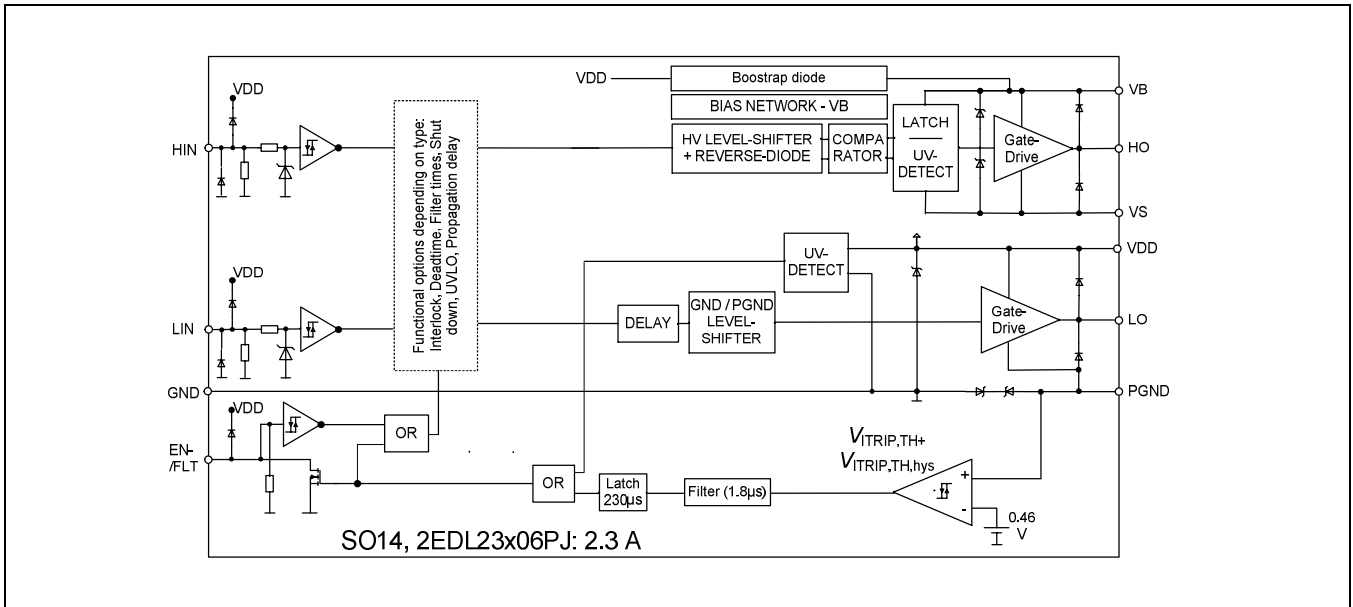 VDD
Boostrap diode
VB
VDD
BIAS NETWORK - VB
HIN
Functional options depending on type:
Interlock, Deadtime, Filter times, Shut
down, UVLO, Propagation delay
HV LEVEL-SHIFTER
+ REVERSE-DIODE
COMPA
RATOR
LATCH
UV-
DETECT
Gate-
Drive
HO
VS
VDD
UV-
DETECT
VDD
LIN
DELAY
GND / PGND
LEVEL-
SHIFTER
Gate-
Drive
LO
GND
PGND
VDD
OR
EN-
/FLT
VITRIP,TH+
VITRIP,TH,hys
OR
Latch
230µs
Filter (1.8µs)
+
-
0.46
V
SO14, 2EDL23x06PJ: 2.3 A